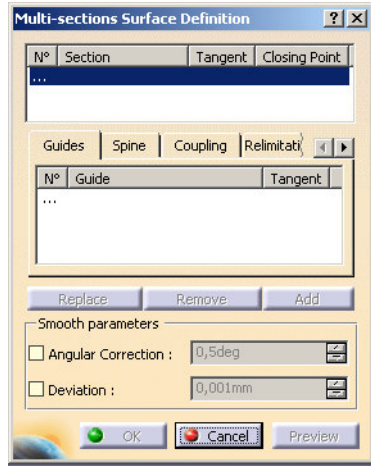 Multi-sections Surface Definition
N° Section Tangent Closing Point
...
Guides Spine Coupling Relimitati
N° Guide Tangent
...
Replace Remove Add
Smooth parameters
Angular Correction : 0,5deg
Deviation : 0,001mm
OK Cancel Preview